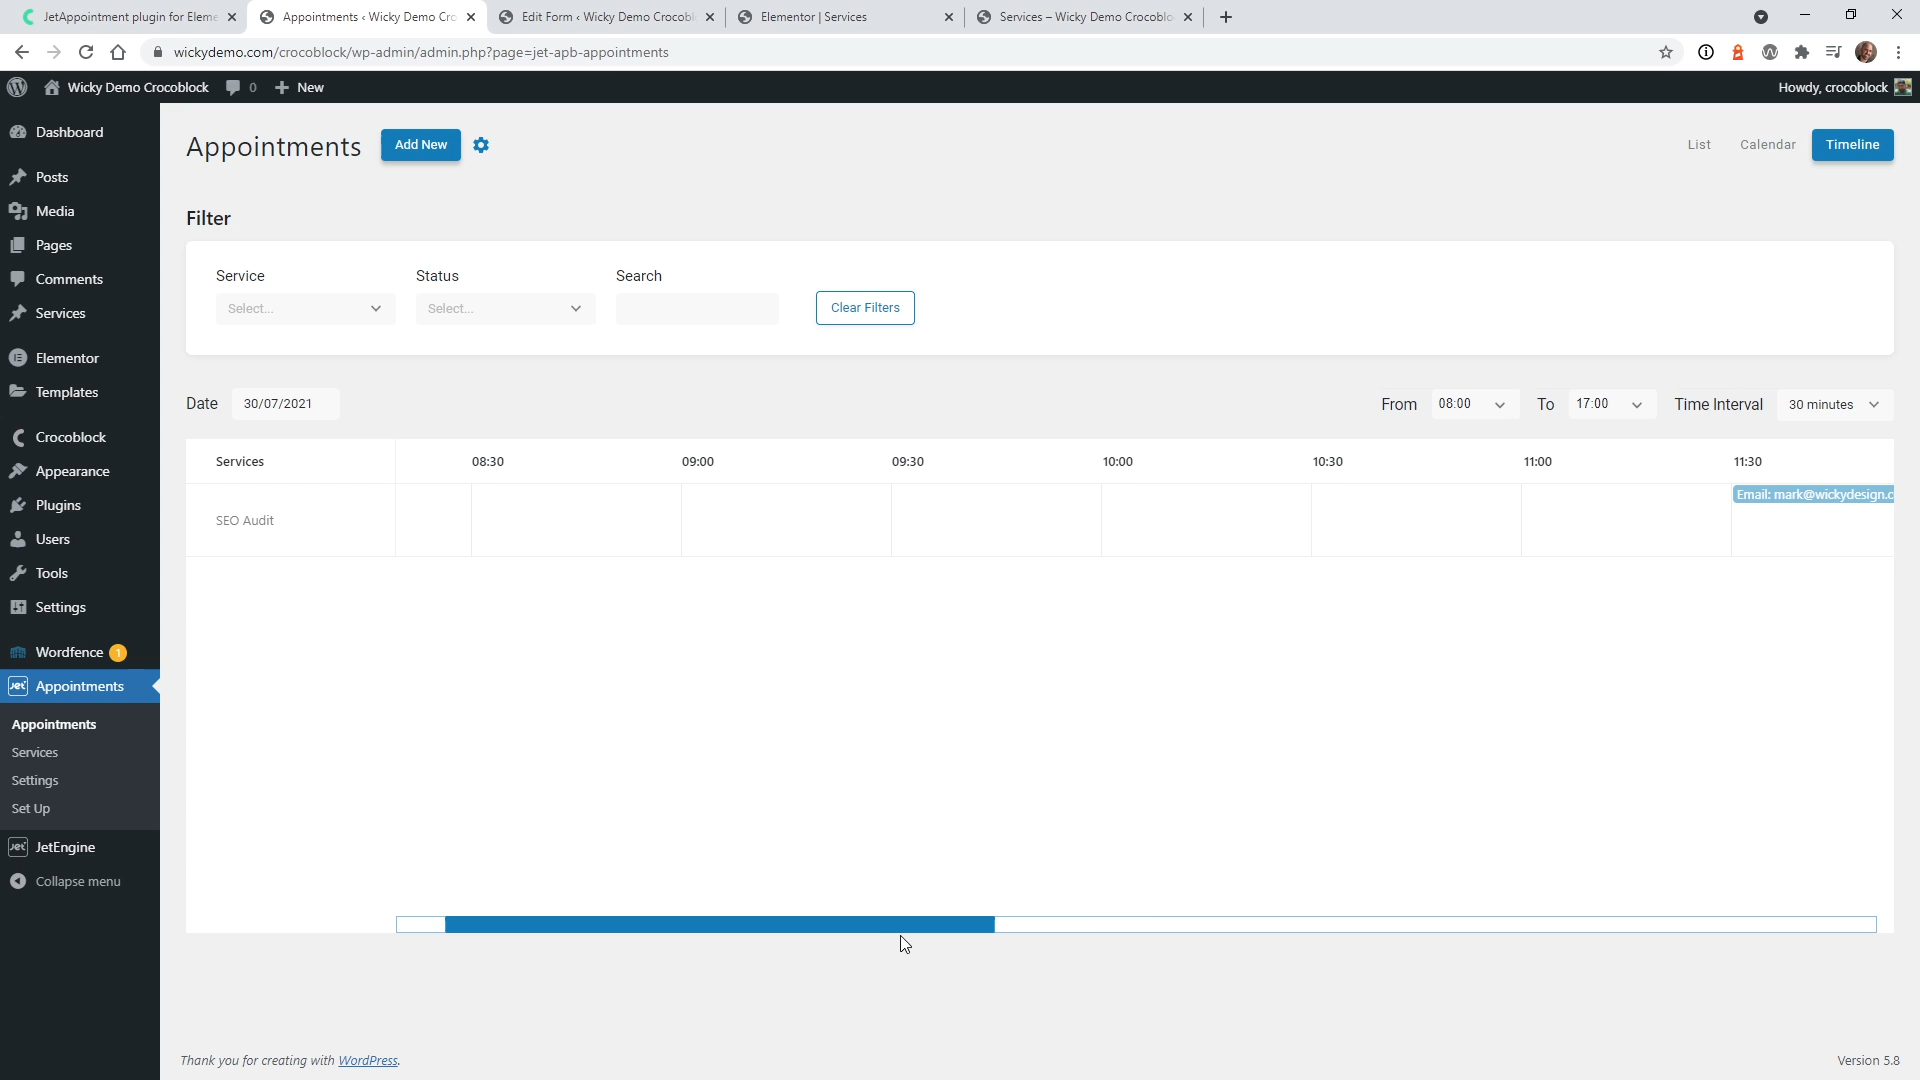 JetAppointment plugin for Eleme
Appointments ‹ Wicky Demo Cro
Edit Form ‹ Wicky Demo Crocobl
Elementor | Services
Services – Wicky Demo Crocoblo
wickydemo.com/crocoblock/wp-admin/admin.php?page=jet-apb-appointments
Wicky Demo Crocoblock
0
New
Howdy, crocoblock
Dashboard
Posts
Media
Pages
Comments
Services
Elementor
Templates
Crocoblock
Appearance
Plugins
Users
Tools
Settings
Wordfence 1
Jet Appointments
Appointments
Services
Settings
Set Up
Jet JetEngine
Collapse menu
Appointments
Add New
List
Calendar
Timeline
Filter
Service
Status
Search
Select...
Select...
Clear Filters
Date 30/07/2021
From 08:00
To 17:00
Time Interval 30 minutes
Services 08:30 09:00 09:30 10:00 10:30 11:00 11:30
Email: mark@wickydesign.c
SEO Audit
Thank you for creating with WordPress.
Version 5.8